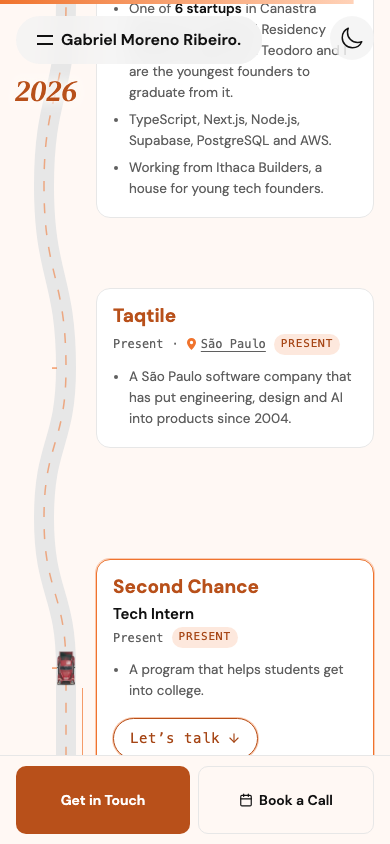 One of 6 startups in Canastra
Gabriel Moreno Ribeiro.
Residency
Teodoro and I
are the youngest founders to
graduate from it.
2026
TypeScript, Next.js, Node.js,
Supabase, PostgreSQL and AWS.
Working from Ithaca Builders, a
house for young tech founders.
Taqtile
Present · São Paulo PRESENT
A São Paulo software company that
has put engineering, design and AI
into products since 2004.
Second Chance
Tech Intern
Present PRESENT
A program that helps students get
into college.
Let's talk ↓
Get in Touch
Book a Call